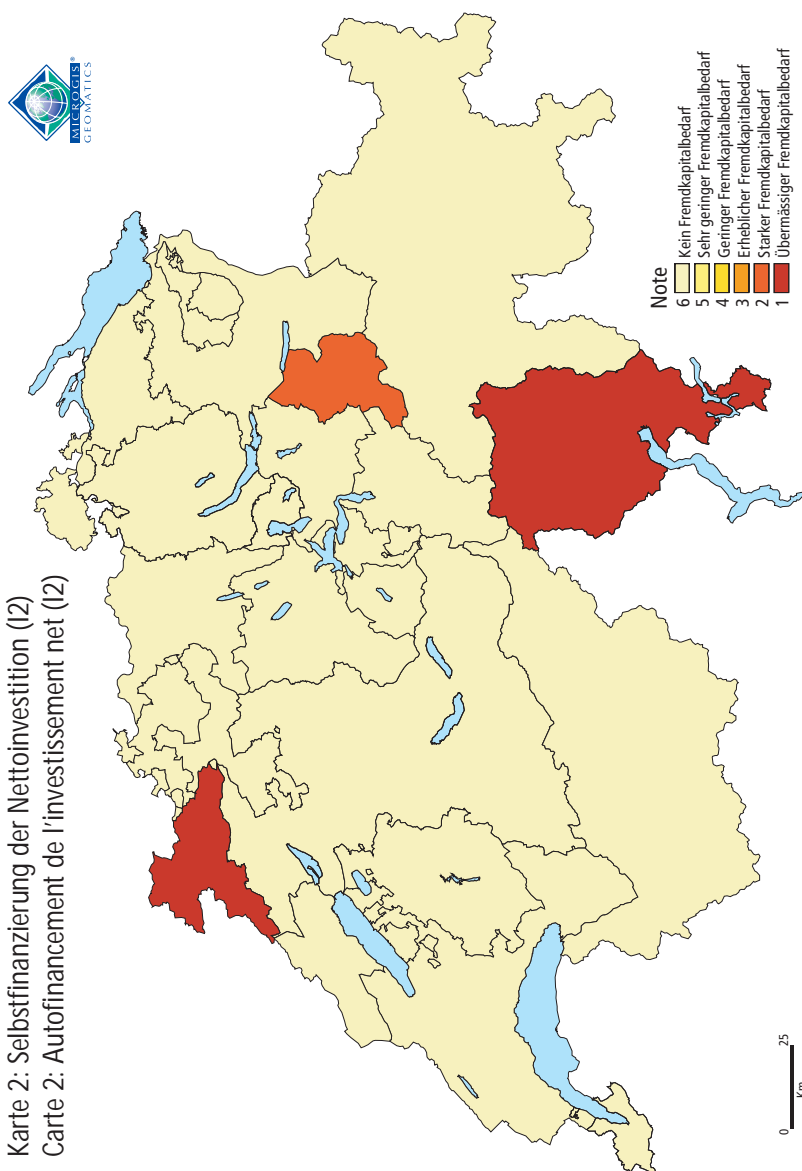 Karte 2: Selbstfinanzierung der Nettoinvestition (I2)
Carte 2: Autofinancement de l'investissement net (I2)
MICROGIS®
GEOMATICS
Note
6 Kein Fremdkapitalbedarf
5 Sehr geringer Fremdkapitalbedarf
4 Geringer Fremdkapitalbedarf
3 Erheblicher Fremdkapitalbedarf
2 Starker Fremdkapitalbedarf
1 Übermässiger Fremdkapitalbedarf
0 25
Km